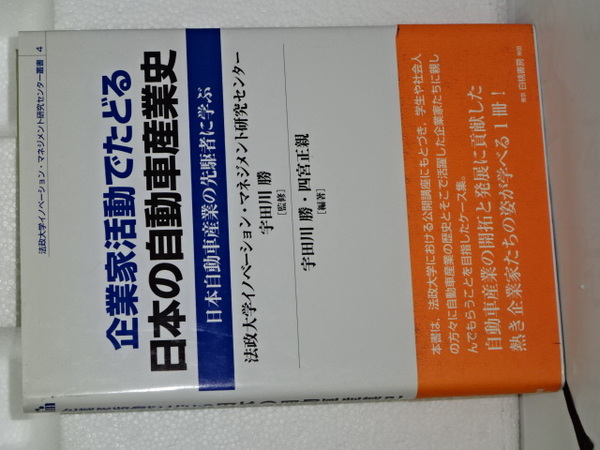 法政大学イノベーション・マネジメント研究センター叢書 4
企業家活動でたどる
日本の自動車産業史
日本自動車産業の先駆者に学ぶ
法政大学イノベーション・マネジメント研究センター
宇田川 勝
[監修]
宇田川 勝・四宮正親
[編著]
本書は、法政大学における公開講座にもとづき、学生や社会人
の方々に自動車産業の歴史とそこで活躍した企業家たちに親し
んでもらうことを目指したケース集。
自動車産業の開拓と発展に貢献した
熱き企業家たちの姿が学べる1冊！
発売 白桃書房